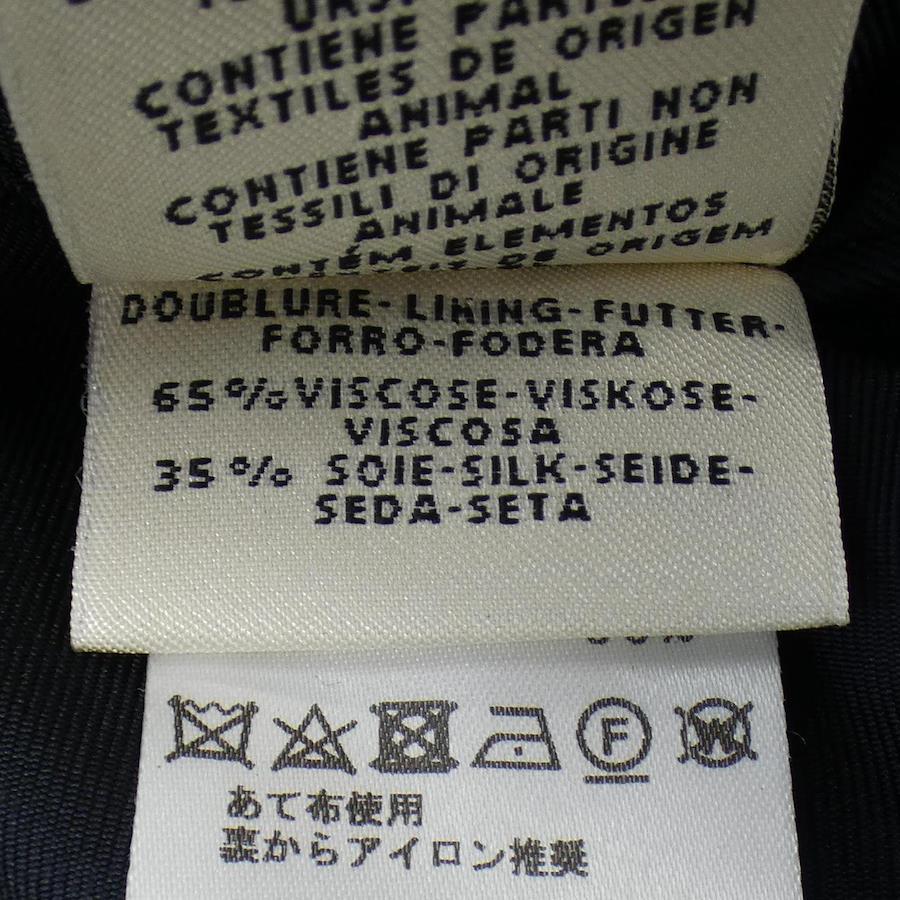 CONTIENE PARTES
TEXTILES DE ORIGEN
ANIMAL
CONTIENE PARTI NON
TESSILI DI ORIGINE
ANIMALE
CONTÉM ELEMENTOS
DE ORIGEM
DOUBLURE-LINING-FUTTER-
FORRO-FODERA
65%VISCOSE-VISKOSE-
VISCOSA
35% SOIE-SILK-SEIDE-
SEDA-SETA
F
W
あて布使用
裏からアイロン推奨